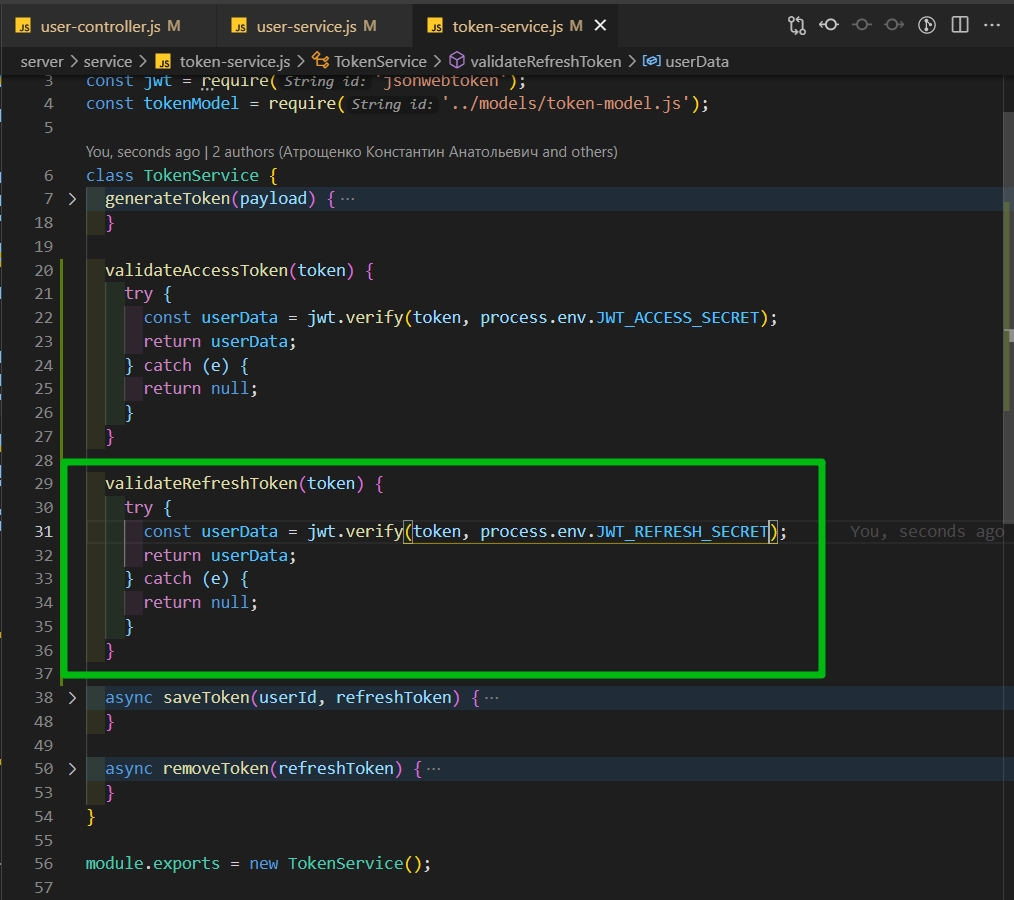 user-controller.js M
user-service.js M
token-service.js M
server > service > token-service.js > TokenService > validateRefreshToken > userData
3 const jwt = require(String id: 'jsonwebtoken');
4 const tokenModel = require(String id: '../models/token-model.js');
5
You, seconds ago | 2 authors (Атрощенко Константин Анатольевич and others)
6 class TokenService {
7 generateToken(payload) { ···
18 }
19
20 validateAccessToken(token) {
21 try {
22 const userData = jwt.verify(token, process.env.JWT_ACCESS_SECRET);
23 return userData;
24 } catch (e) {
25 return null;
26 }
27 }
28
29 validateRefreshToken(token) {
30 try {
31 const userData = jwt.verify(token, process.env.JWT_REFRESH_SECRET); You, seconds ago
32 return userData;
33 } catch (e) {
34 return null;
35 }
36 }
37
38 async saveToken(userId, refreshToken) { ···
48 }
49
50 async removeToken(refreshToken) { ···
53 }
54 }
55
56 module.exports = new TokenService();
57